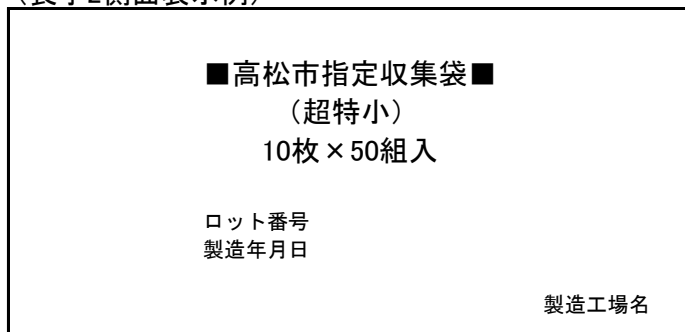 ■高松市指定収集袋■
（超特小）
10枚×50組入
ロット番号
製造年月日
製造工場名